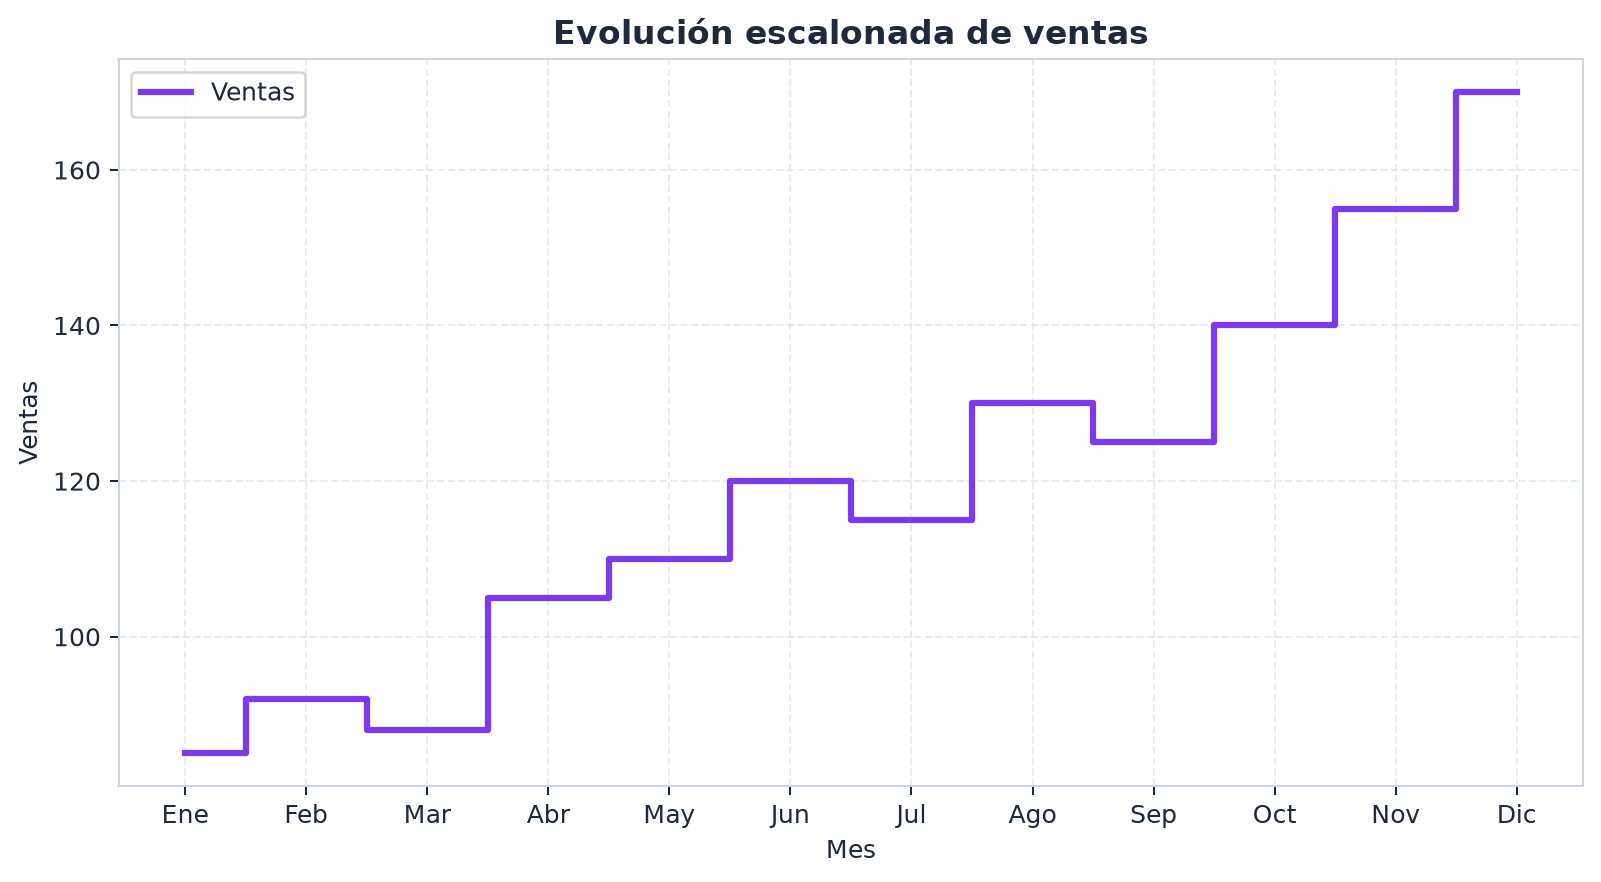 Evolución escalonada de ventas
Ventas
160
140
120
100
Ventas
Ene Feb Mar Abr May Jun Jul Ago Sep Oct Nov Dic
Mes